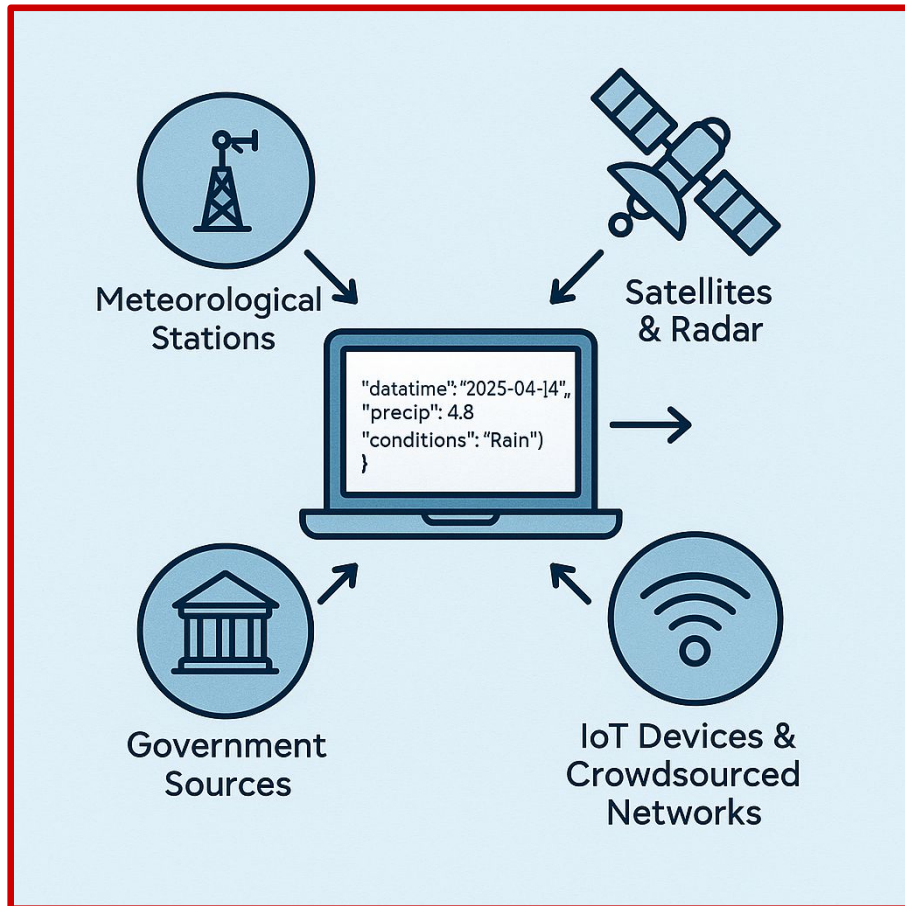 Meteorological
Stations
Satellites
& Radar
"datatime": “2025-04-14",,
"precip": 4.8
"conditions": “Rain")
}
Government
Sources
IoT Devices &
Crowdsourced
Networks